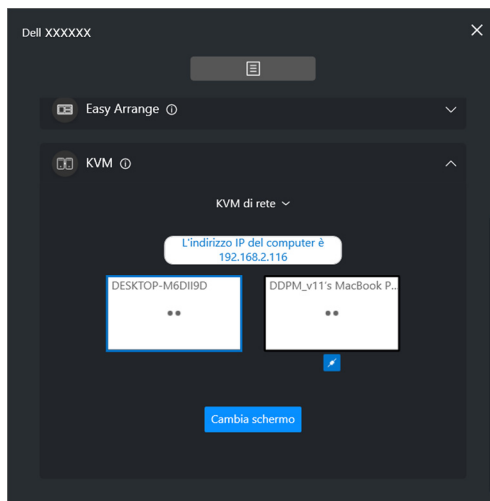 Dell XXXXXX
Easy Arrange
KVM
KVM di rete
L'indirizzo IP del computer è
192.168.2.116
DESKTOP-M6DII9D
DDPM_v11's MacBook P..
Cambia schermo